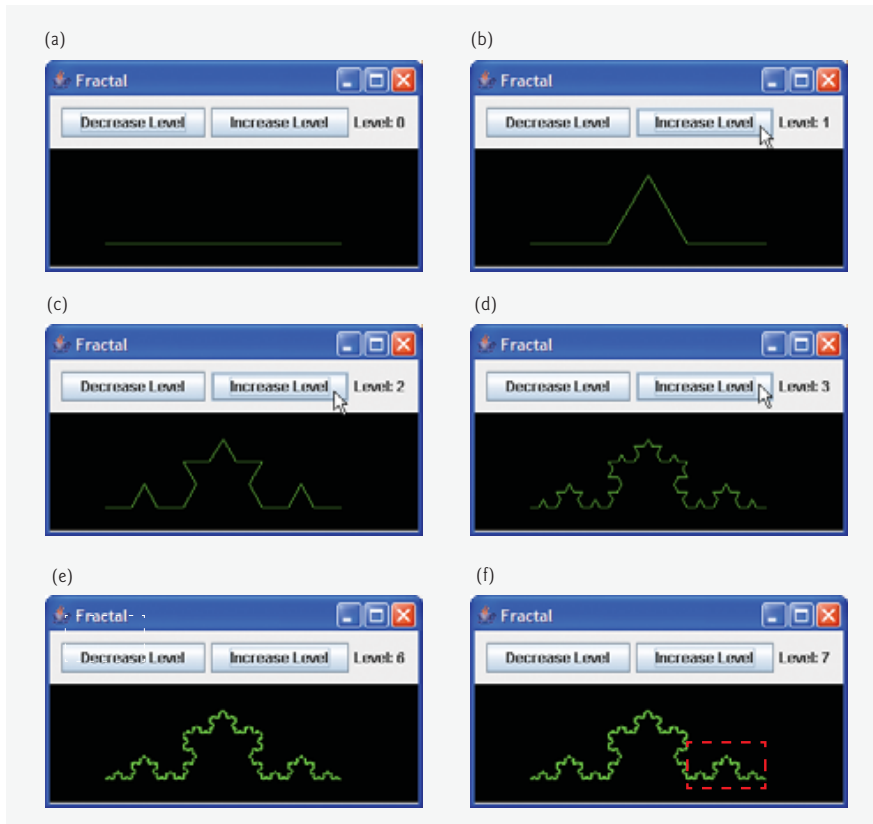 (a)
Fractal
Decrease Level Increase Level Level: 0
(b)
Fractal
Decrease Level Increase Level Level: 1
(c)
Fractal
Decrease Level Increase Level Level: 2
(d)
Fractal
Decrease Level Increase Level Level: 3
(e)
Fractal
Decrease Level Increase Level Level: 6
(f)
Fractal
Decrease Level Increase Level Level: 7